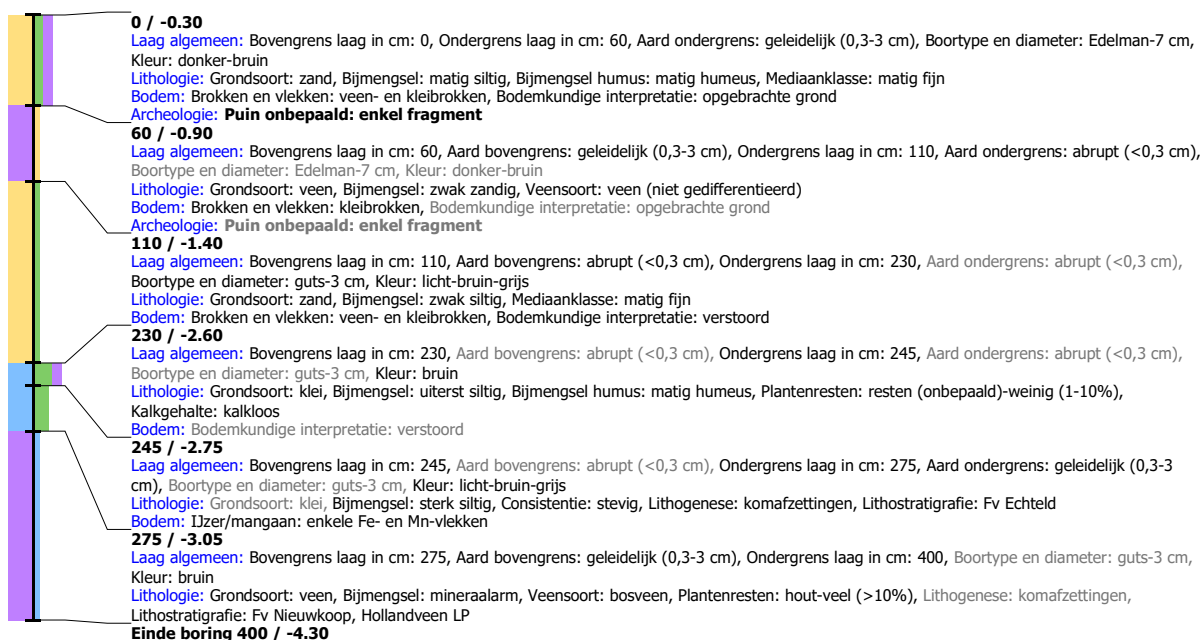 0 / -0.30
Laag algemeen: Bovengrens laag in cm: 0, Ondergrens laag in cm: 60, Aard ondergrens: geleidelijk (0,3-3 cm), Boortype en diameter: Edelman-7 cm,
Kleur: donker-bruin
Lithologie: Grondsoort: zand, Bijmengsel: matig siltig, Bijmengsel humus: matig humeus, Mediaanklasse: matig fijn
Bodem: Brokken en vlekken: veen- en kleibrokken, Bodemkundige interpretatie: opgebrachte grond
Archeologie: Puin onbepaald: enkel fragment
60 / -0.90
Laag algemeen: Bovengrens laag in cm: 60, Aard bovengrens: geleidelijk (0,3-3 cm), Ondergrens laag in cm: 110, Aard ondergrens: abrupt (<0,3 cm),
Boortype en diameter: Edelman-7 cm, Kleur: donker-bruin
Lithologie: Grondsoort: veen, Bijmengsel: zwak zandig, Veensoort: veen (niet gedifferentieerd)
Bodem: Brokken en vlekken: kleibrokken, Bodemkundige interpretatie: opgebrachte grond
Archeologie: Puin onbepaald: enkel fragment
110 / -1.40
Laag algemeen: Bovengrens laag in cm: 110, Aard bovengrens: abrupt (<0,3 cm), Ondergrens laag in cm: 230, Aard ondergrens: abrupt (<0,3 cm),
Boortype en diameter: guts-3 cm, Kleur: licht-bruin-grijs
Lithologie: Grondsoort: zand, Bijmengsel: zwak siltig, Mediaanklasse: matig fijn
Bodem: Brokken en vlekken: veen- en kleibrokken, Bodemkundige interpretatie: verstoord
230 / -2.60
Laag algemeen: Bovengrens laag in cm: 230, Aard bovengrens: abrupt (<0,3 cm), Ondergrens laag in cm: 245, Aard ondergrens: abrupt (<0,3 cm),
Boortype en diameter: guts-3 cm, Kleur: bruin
Lithologie: Grondsoort: klei, Bijmengsel: uiterst siltig, Bijmengsel humus: matig humeus, Plantenresten: resten (onbepaald)-weinig (1-10%),
Kalkgehalte: kalkloos
Bodem: Bodemkundige interpretatie: verstoord
245 / -2.75
Laag algemeen: Bovengrens laag in cm: 245, Aard bovengrens: abrupt (<0,3 cm), Ondergrens laag in cm: 275, Aard ondergrens: geleidelijk (0,3-3
cm), Boortype en diameter: guts-3 cm, Kleur: licht-bruin-grijs
Lithologie: Grondsoort: klei, Bijmengsel: sterk siltig, Consistentie: stevig, Lithogenese: komafzettingen, Lithostratigrafie: Fv Echteld
Bodem: IJzer/mangaan: enkele Fe- en Mn-vlekken
275 / -3.05
Laag algemeen: Bovengrens laag in cm: 275, Aard bovengrens: geleidelijk (0,3-3 cm), Ondergrens laag in cm: 400, Boortype en diameter: guts-3 cm,
Kleur: bruin
Lithologie: Grondsoort: veen, Bijmengsel: mineraalarm, Veensoort: bosveen, Plantenresten: hout-veel (>10%), Lithogenese: komafzettingen,
Lithostratigrafie: Fv Nieuwkoop, Hollandveen LP
Einde boring 400 / -4.30